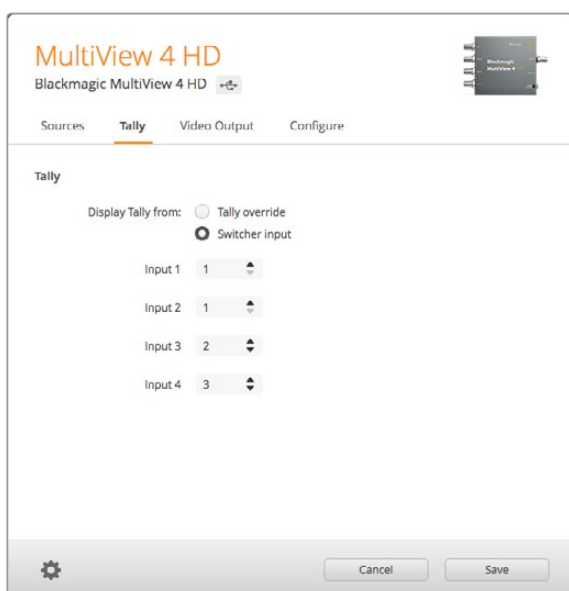 MultiView 4 HD
Blackmagic MultiView 4 HD
Sources Tally Video Output Configure
Tally
Display Tally from: Tally override
Switcher input
Input 1 1
Input 2 1
Input 3 2
Input 4 3
Cancel Save